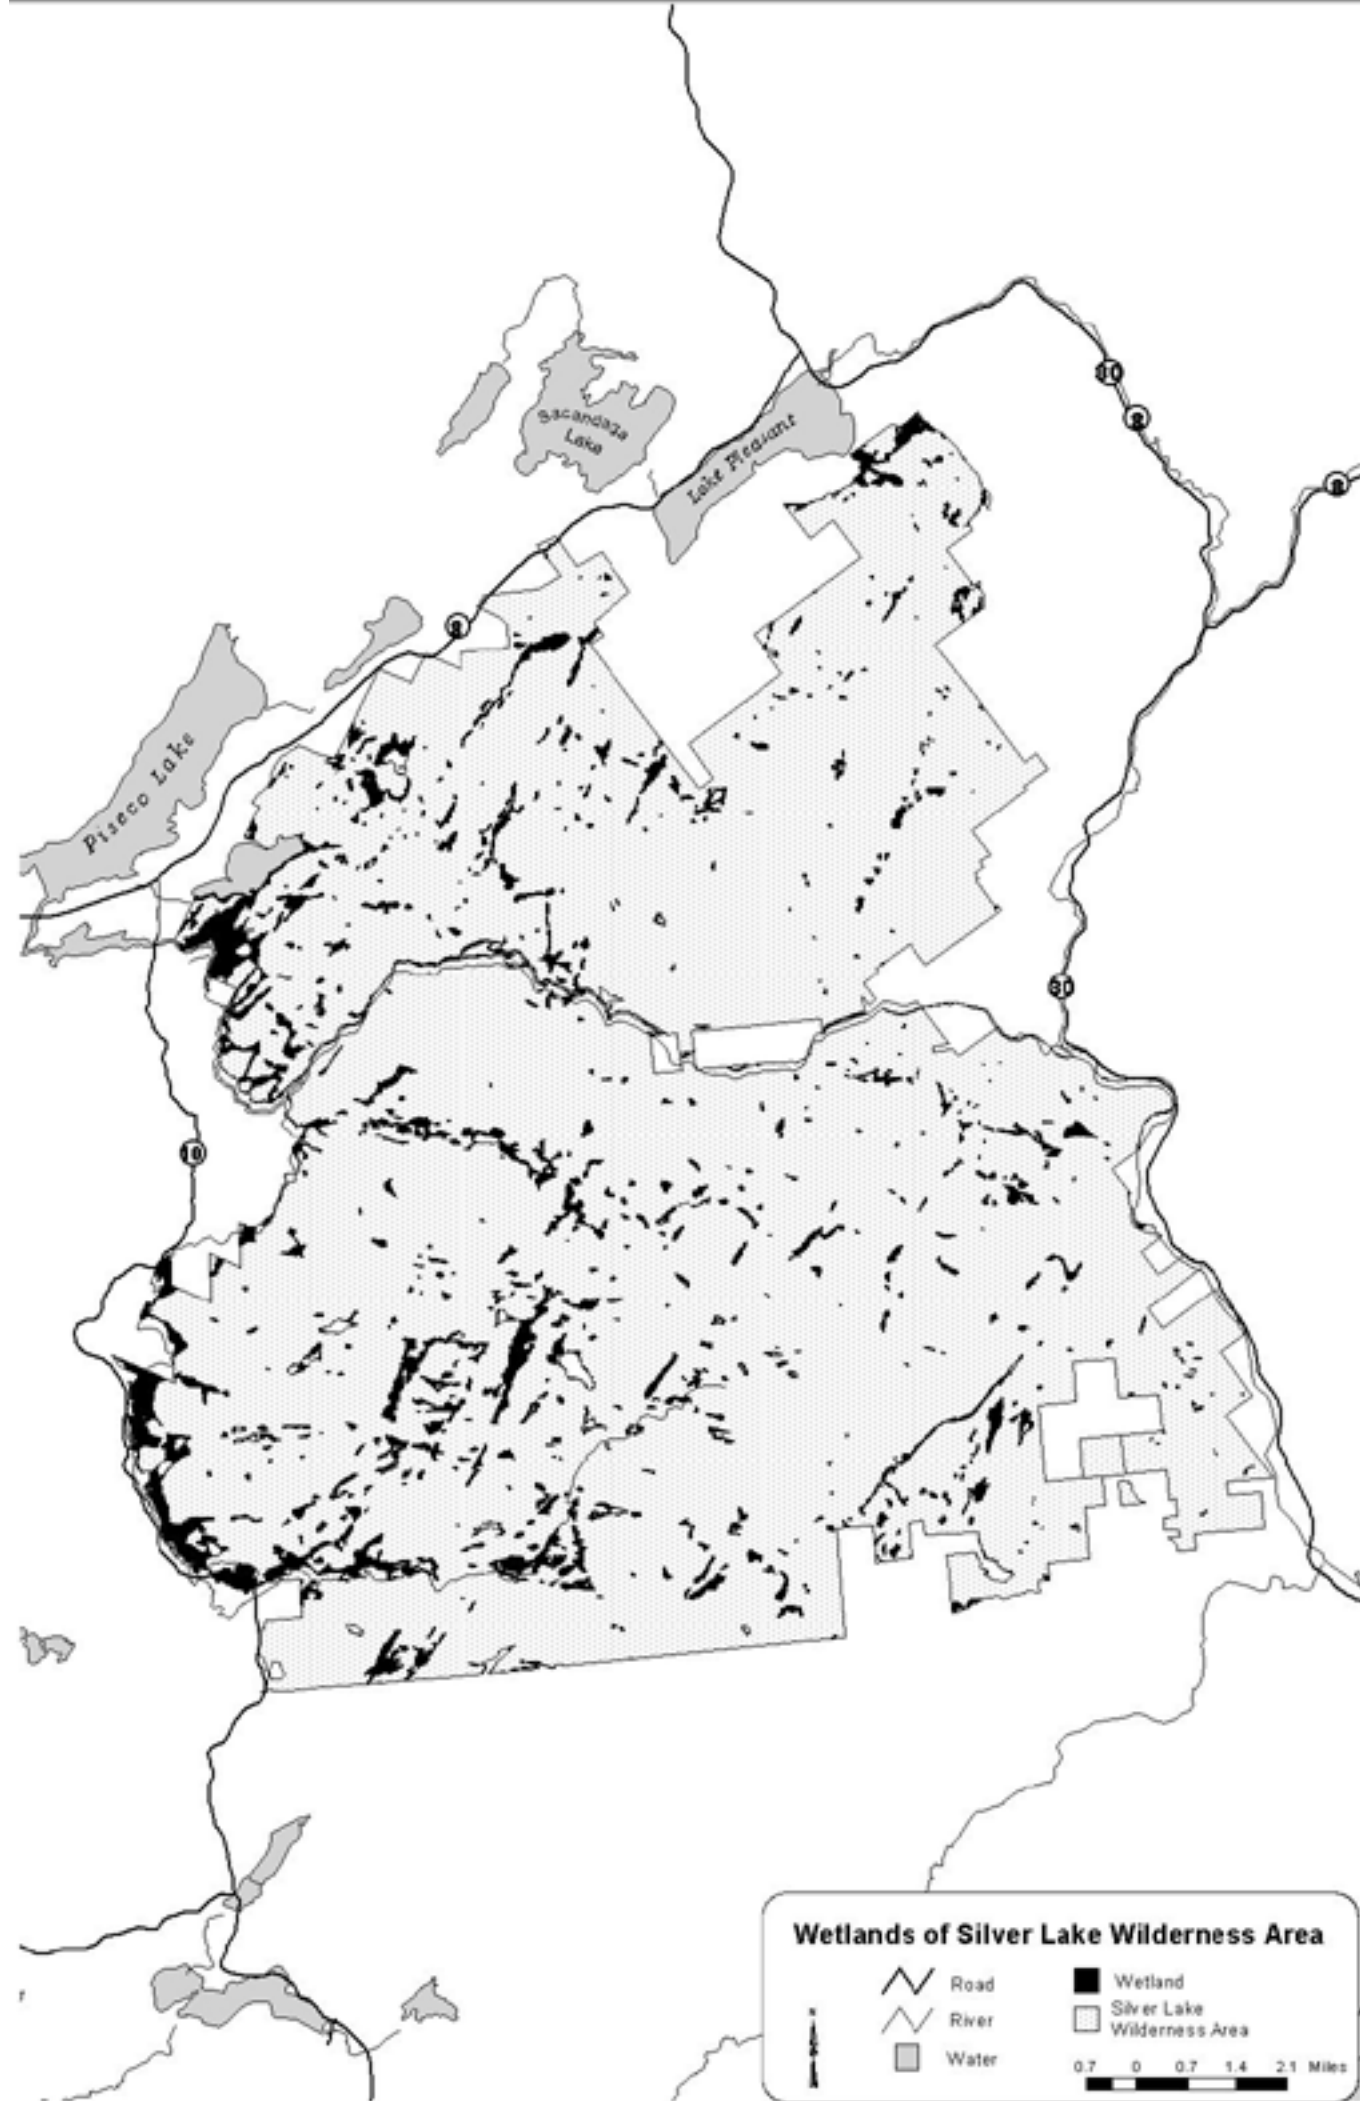 30
8
8
Sacandaga
Lake
Lake Pleasant
8
Piseco Lake
30
10
Wetlands of Silver Lake Wilderness Area
Road
Wetland
River
Silver Lake
Wilderness Area
Water
N
0.7 0 0.7 1.4 2.1 Miles
r